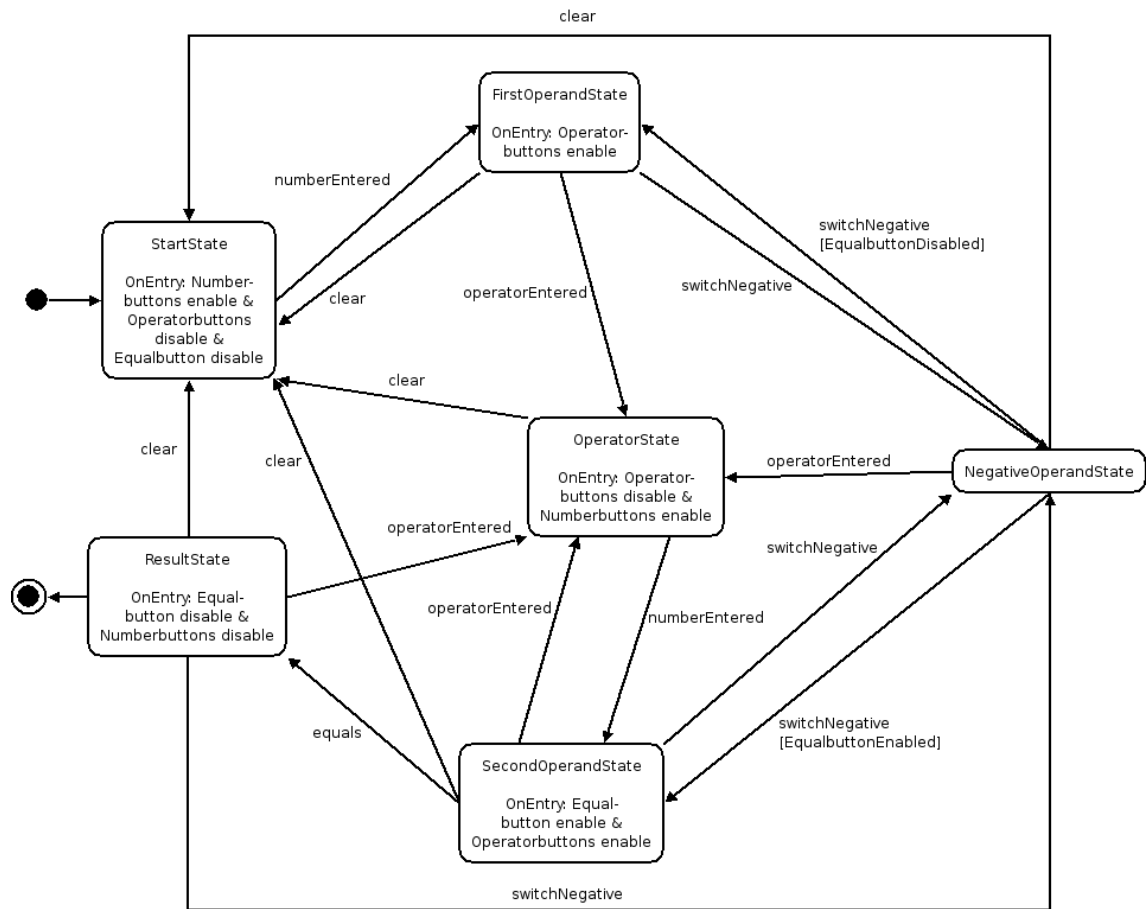 clear
FirstOperandState
OnEntry: Operator-
buttons enable
numberEntered
switchNegative
[EqualbuttonDisabled]
StartState
OnEntry: Number-
buttons enable &
Operatorbuttons
disable &
Equalbutton disable
clear
operatorEntered
switchNegative
clear
OperatorState
OnEntry: Operator-
buttons disable &
Numberbuttons enable
clear
clear
operatorEntered
NegativeOperandState
operatorEntered
switchNegative
ResultState
OnEntry: Equal-
button disable &
Numberbuttons disable
operatorEntered
numberEntered
equals
switchNegative
[EqualbuttonEnabled]
SecondOperandState
OnEntry: Equal-
button enable &
Operatorbuttons enable
switchNegative